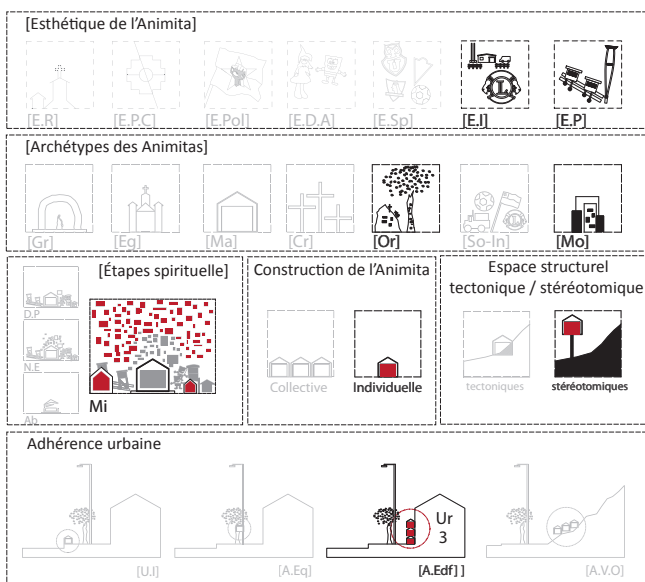 [Esthétique de l'Animita]
[E.R] [E.P.C] [E.Pol] [E.D.A] [E.Sp] [E.I] [E.P]
L
[Archétypes des Animitas]
[Gr] [Eg] [Ma] [Cr] [Or] [So-In] [Mo]
[Étapes spirituelle]
D.P
N.E
Ab
Mi
Construction de l'Animita
Collective Individuelle
Espace structurel
tectonique / stéréotomique
tectoniques stéréotomiques
Adhérence urbaine
Ur
3
[U.I] [A.Eq] [A.Edf] ] [A.V.O]